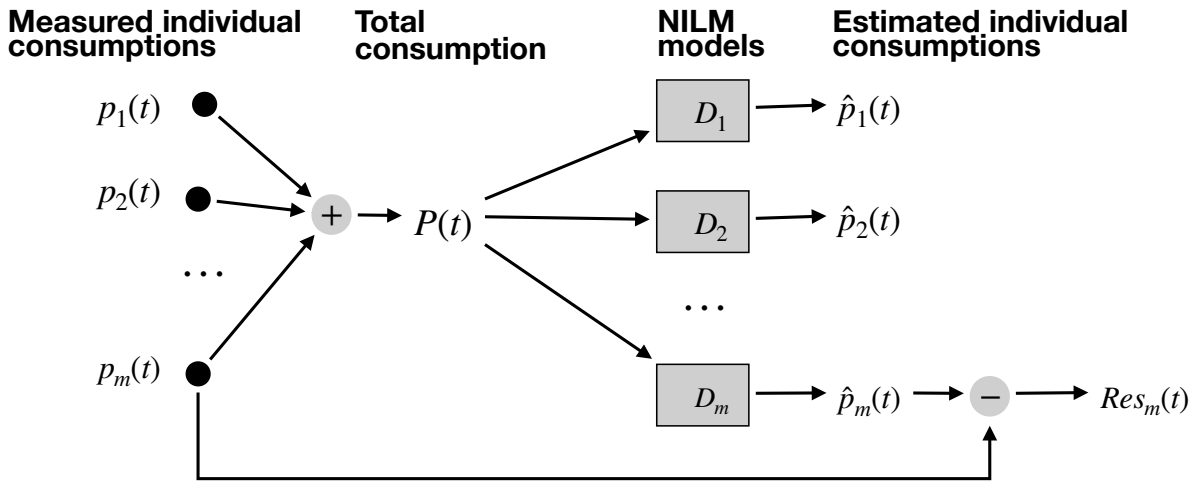 Measured individual
consumptions
Total
consumption
NILM
models
Estimated individual
consumptions
p₁(t)
D₁
p̂₁(t)
p₂(t)
+
P(t)
D₂
p̂₂(t)
...
...
pₘ(t)
Dₘ
p̂ₘ(t)
−
Resₘ(t)